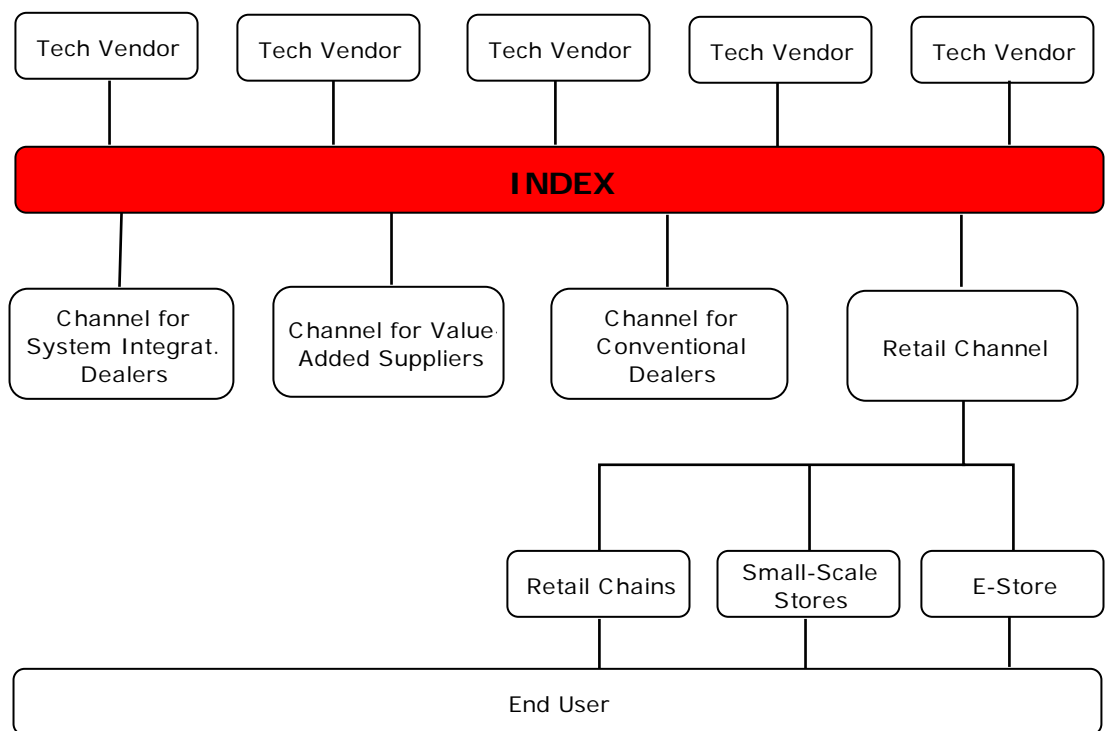 Tech Vendor
Tech Vendor
Tech Vendor
Tech Vendor
Tech Vendor
INDEX
Channel for
System Integrat.
Dealers
Channel for Value-
Added Suppliers
Channel for
Conventional
Dealers
Retail Channel
Retail Chains
Small-Scale
Stores
E-Store
End User